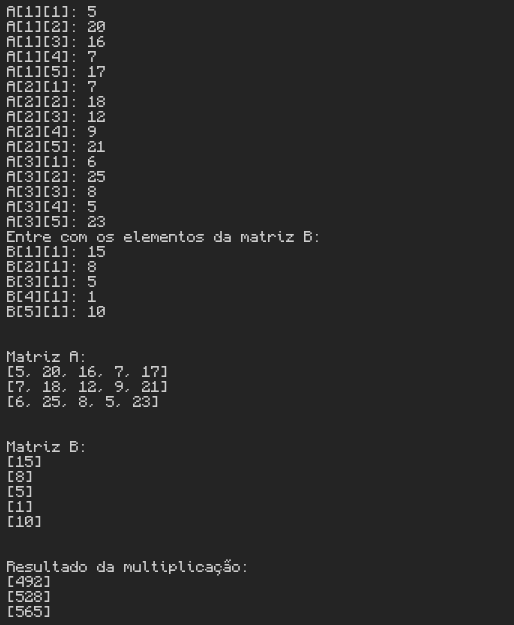 A[1][1]: 5
A[1][2]: 20
A[1][3]: 16
A[1][4]: 7
A[1][5]: 17
A[2][1]: 7
A[2][2]: 18
A[2][3]: 12
A[2][4]: 9
A[2][5]: 21
A[3][1]: 6
A[3][2]: 25
A[3][3]: 8
A[3][4]: 5
A[3][5]: 23
Entre com os elementos da matriz B:
B[1][1]: 15
B[2][1]: 8
B[3][1]: 5
B[4][1]: 1
B[5][1]: 10
Matriz A:
[5, 20, 16, 7, 17]
[7, 18, 12, 9, 21]
[6, 25, 8, 5, 23]
Matriz B:
[15]
[8]
[5]
[1]
[10]
Resultado da multiplicação:
[492]
[528]
[565]